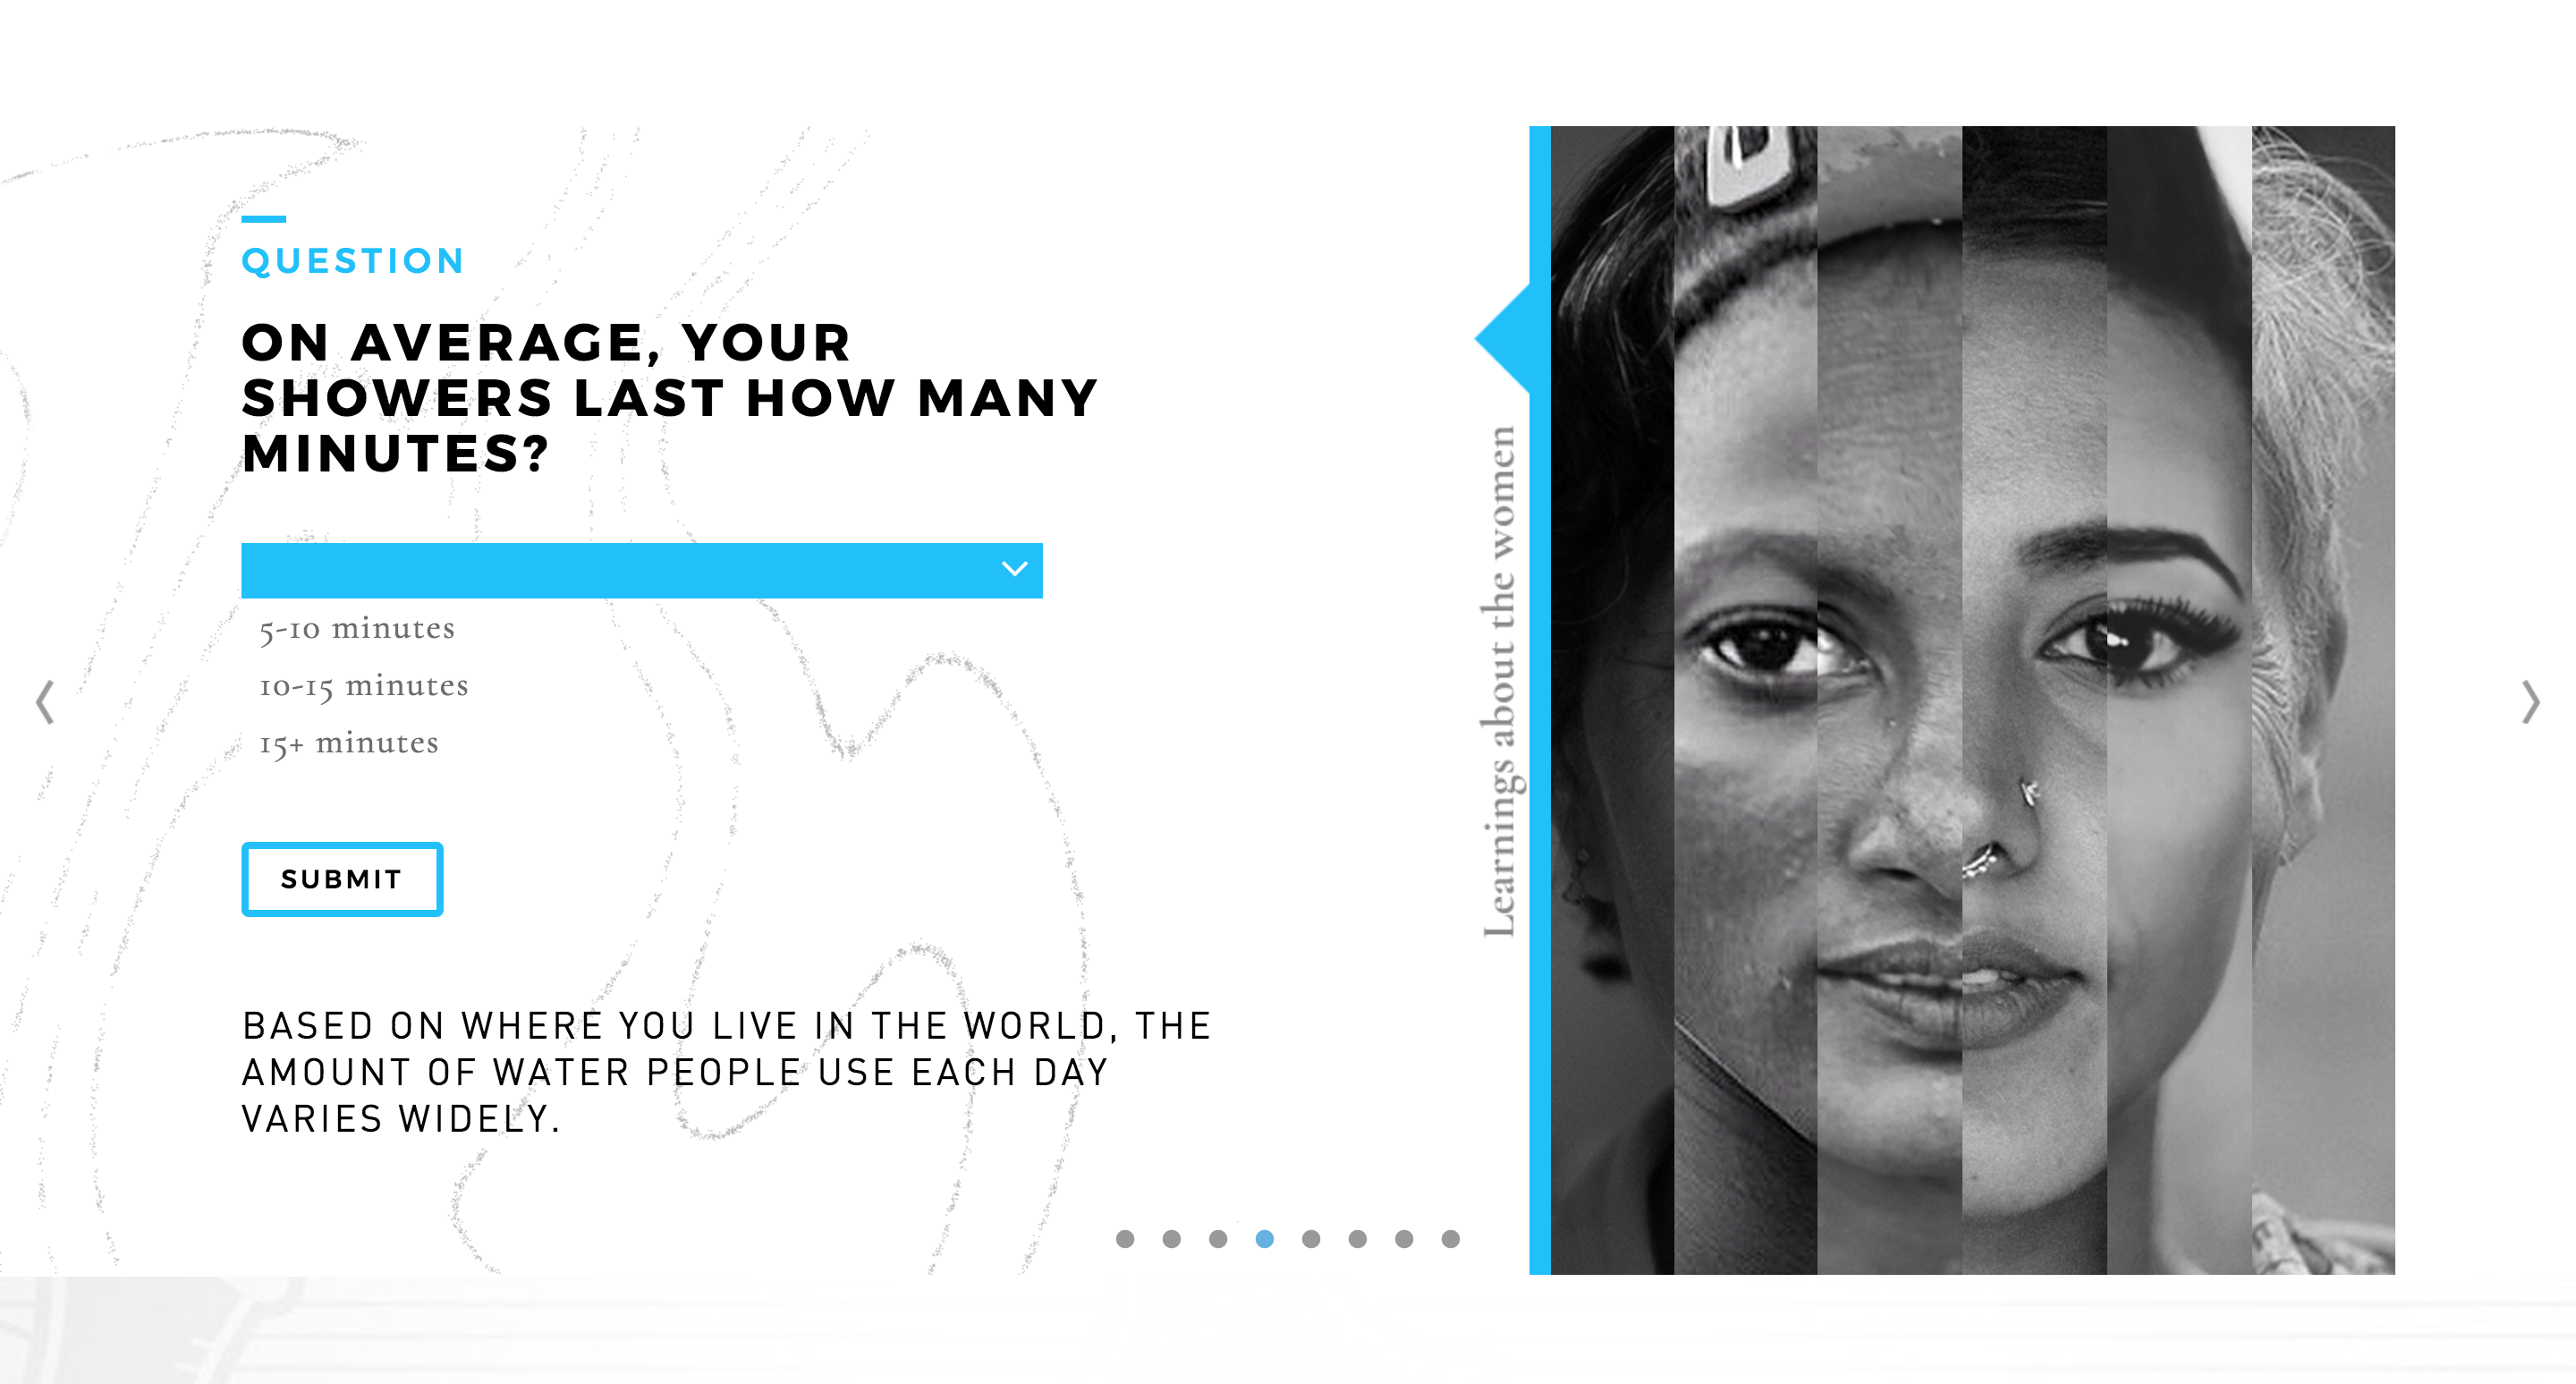 QUESTION
ON AVERAGE, YOUR
SHOWERS LAST HOW MANY
MINUTES?
5-10 minutes
10-15 minutes
15+ minutes
SUBMIT
BASED ON WHERE YOU LIVE IN THE WORLD, THE
AMOUNT OF WATER PEOPLE USE EACH DAY
VARIES WIDELY.
Learnings about the women